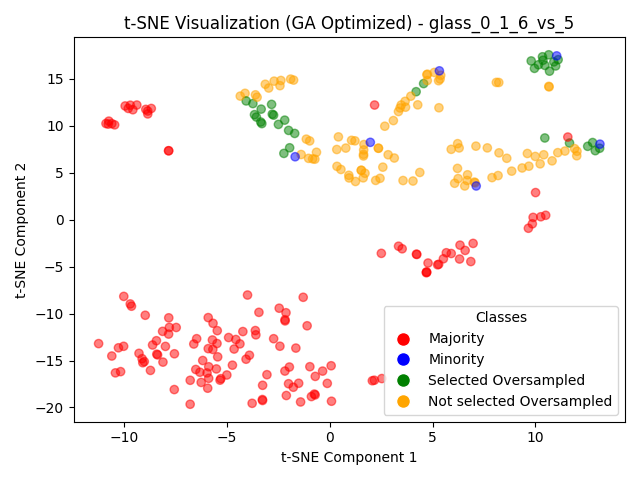 t-SNE Visualization (GA Optimized) - glass_0_1_6_vs_5
t-SNE Component 2
15
10
5
0
−5
−10
−15
−20
−10
−5
0
5
10
t-SNE Component 1
Classes
Majority
Minority
Selected Oversampled
Not selected Oversampled